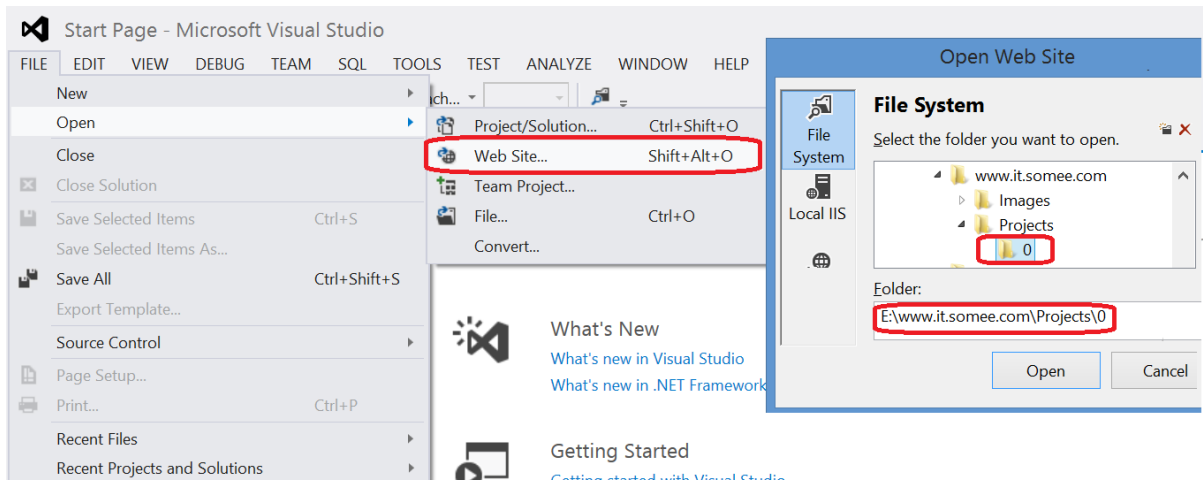 Start Page - Microsoft Visual Studio
FILE EDIT VIEW DEBUG TEAM SQL TOOLS TEST ANALYZE WINDOW HELP
New
Open
Close
Close Solution
Save Selected Items Ctrl+S
Save Selected Items As...
Save All Ctrl+Shift+S
Export Template...
Source Control
Page Setup...
Print... Ctrl+P
Recent Files
Recent Projects and Solutions
Project/Solution... Ctrl+Shift+O
Web Site... Shift+Alt+O
Team Project...
File... Ctrl+O
Convert...
What's New
What's new in Visual Studio
What's new in .NET Framework
Getting Started
Getting started with Visual Studio
Open Web Site
File System
Local IIS
File System
Select the folder you want to open.
www.it.somee.com
Images
Projects
0
Folder:
E:\www.it.somee.com\Projects\0
Open Cancel